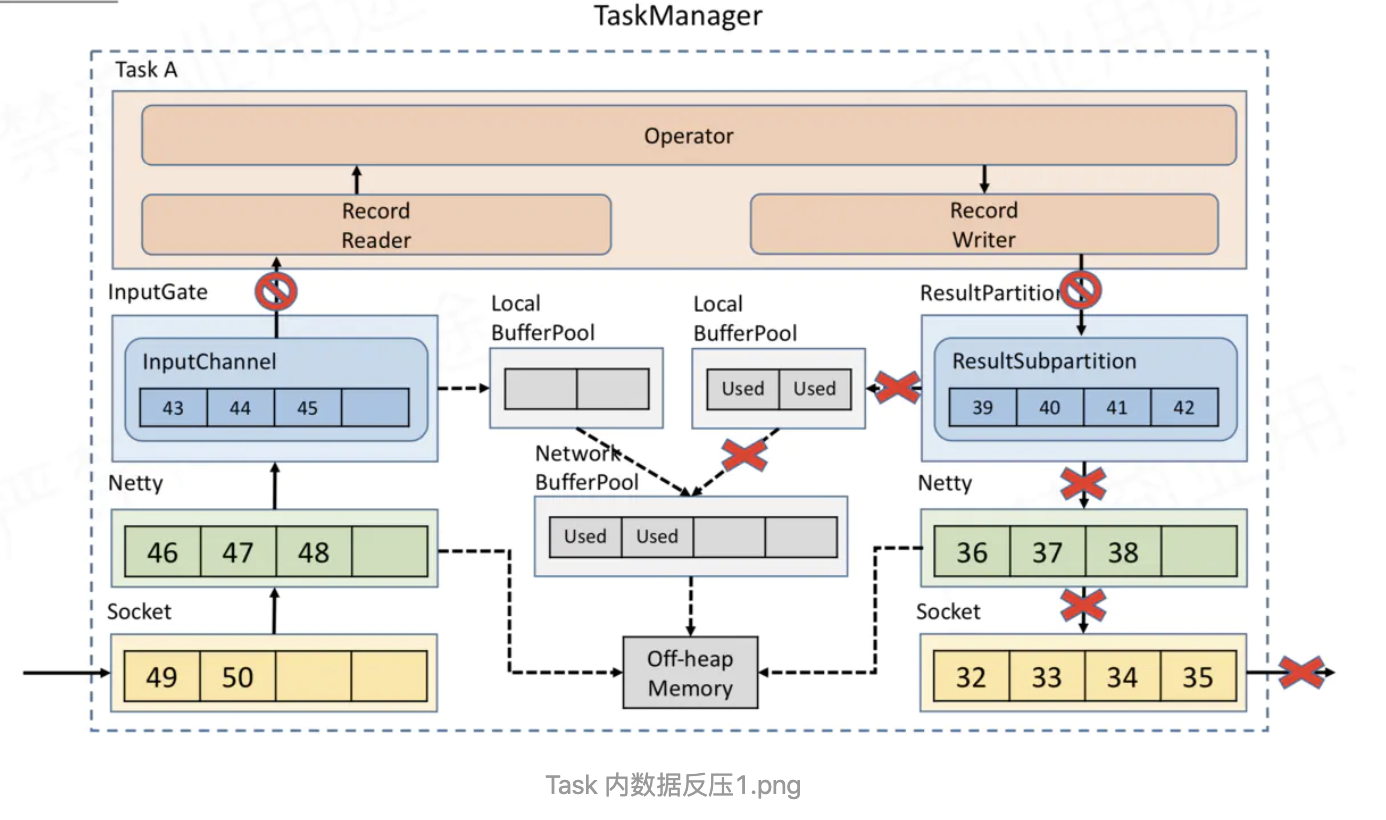 TaskManager
Task A
Operator
Record
Reader
Record
Writer
InputGate
ResultPartition
Local
BufferPool
Local
BufferPool
InputChannel
43 44 45
Used Used
ResultSubpartition
39 40 41 42
Network
BufferPool
Netty
46 47 48
Used Used
Netty
36 37 38
Socket
49 50
Off-heap
Memory
Socket
32 33 34 35
Task 内数据反压1.png